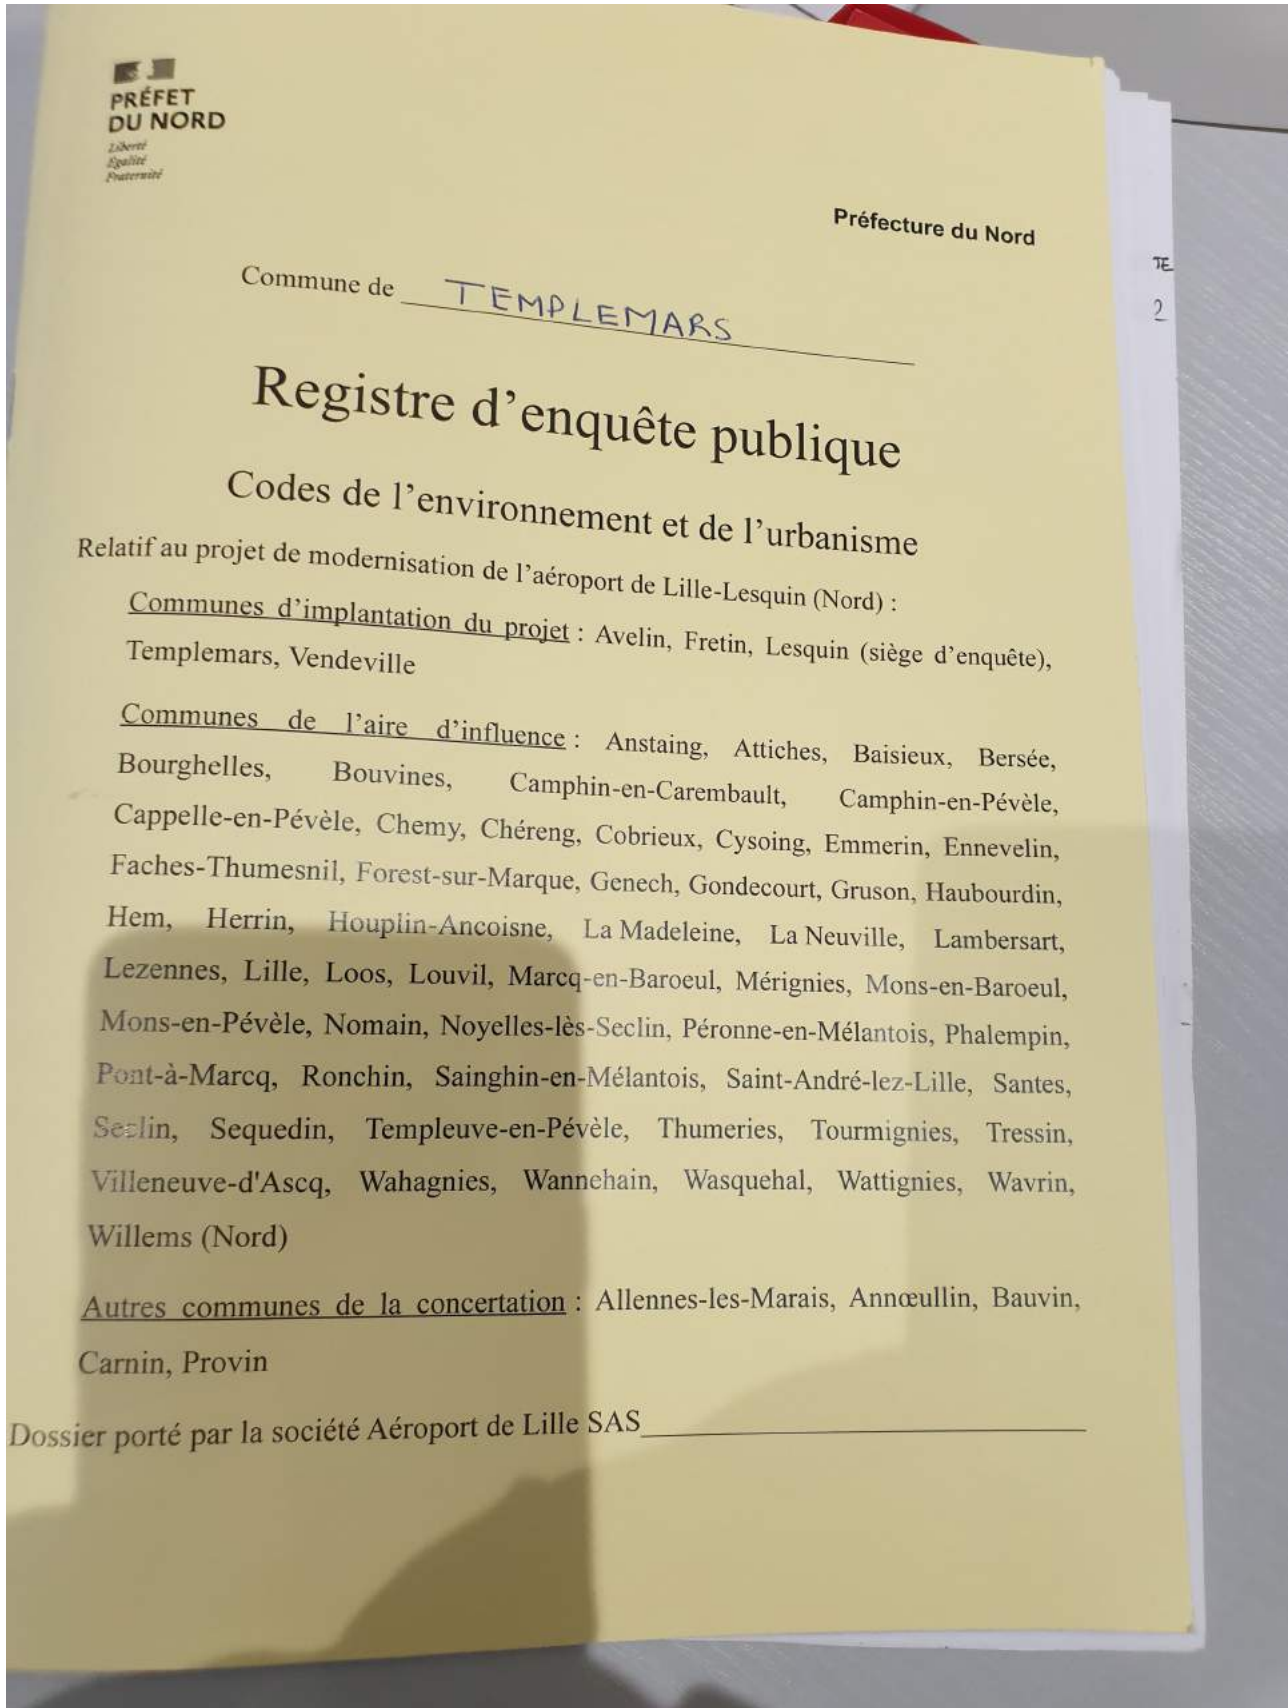 PRÉFET
DU NORD
Liberté
Égalité
Fraternité
Préfecture du Nord
TE
2
Commune de TEMPLEMARS
Registre d'enquête publique
Codes de l'environnement et de l'urbanisme
Relatif au projet de modernisation de l'aéroport de Lille-Lesquin (Nord) :
Communes d'implantation du projet : Avelin, Fretin, Lesquin (siège d'enquête),
Templemars, Vendeville
Communes de l'aire d'influence : Anstaing, Attiches, Baisieux, Bersée,
Bourghelles, Bouvines, Camphin-en-Carembault, Camphin-en-Pévèle,
Cappelle-en-Pévèle, Chemy, Chéreng, Cobrieux, Cysoing, Emmerin, Ennevelin,
Faches-Thumesnil, Forest-sur-Marque, Genech, Gondecourt, Gruson, Haubourdin,
Hem, Herrin, Houplin-Ancoisne, La Madeleine, La Neuville, Lambersart,
Lezennes, Lille, Loos, Louvil, Marcq-en-Baroeul, Mérignies, Mons-en-Baroeul,
Mons-en-Pévèle, Nomain, Noyelles-lès-Seclin, Péronne-en-Mélantois, Phalempin,
Pont-à-Marcq, Ronchin, Sainghin-en-Mélantois, Saint-André-lez-Lille, Santes,
Seclin, Sequedin, Templeuve-en-Pévèle, Thumeries, Tourmignies, Tressin,
Villeneuve-d'Ascq, Wahagnies, Wannehain, Wasquehal, Wattignies, Wavrin,
Willems (Nord)
Autres communes de la concertation : Allennes-les-Marais, Annœullin, Bauvin,
Carnin, Provin
Dossier porté par la société Aéroport de Lille SAS